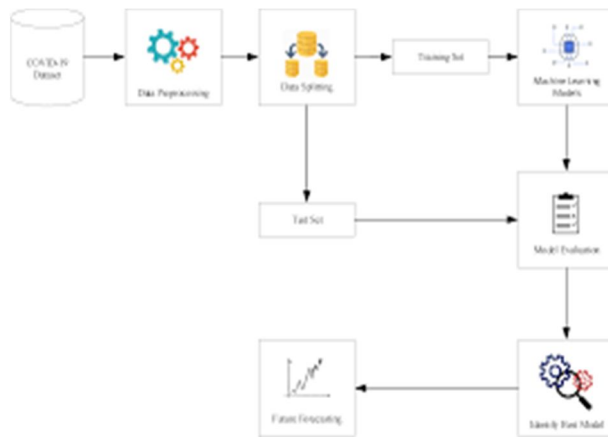 COVID-19
Dataset
Data Preprocessing
Data Splitting
Training Set
Machine Learning
Models
Test Set
Model Evaluation
Future Forecasting
Identify Best Model